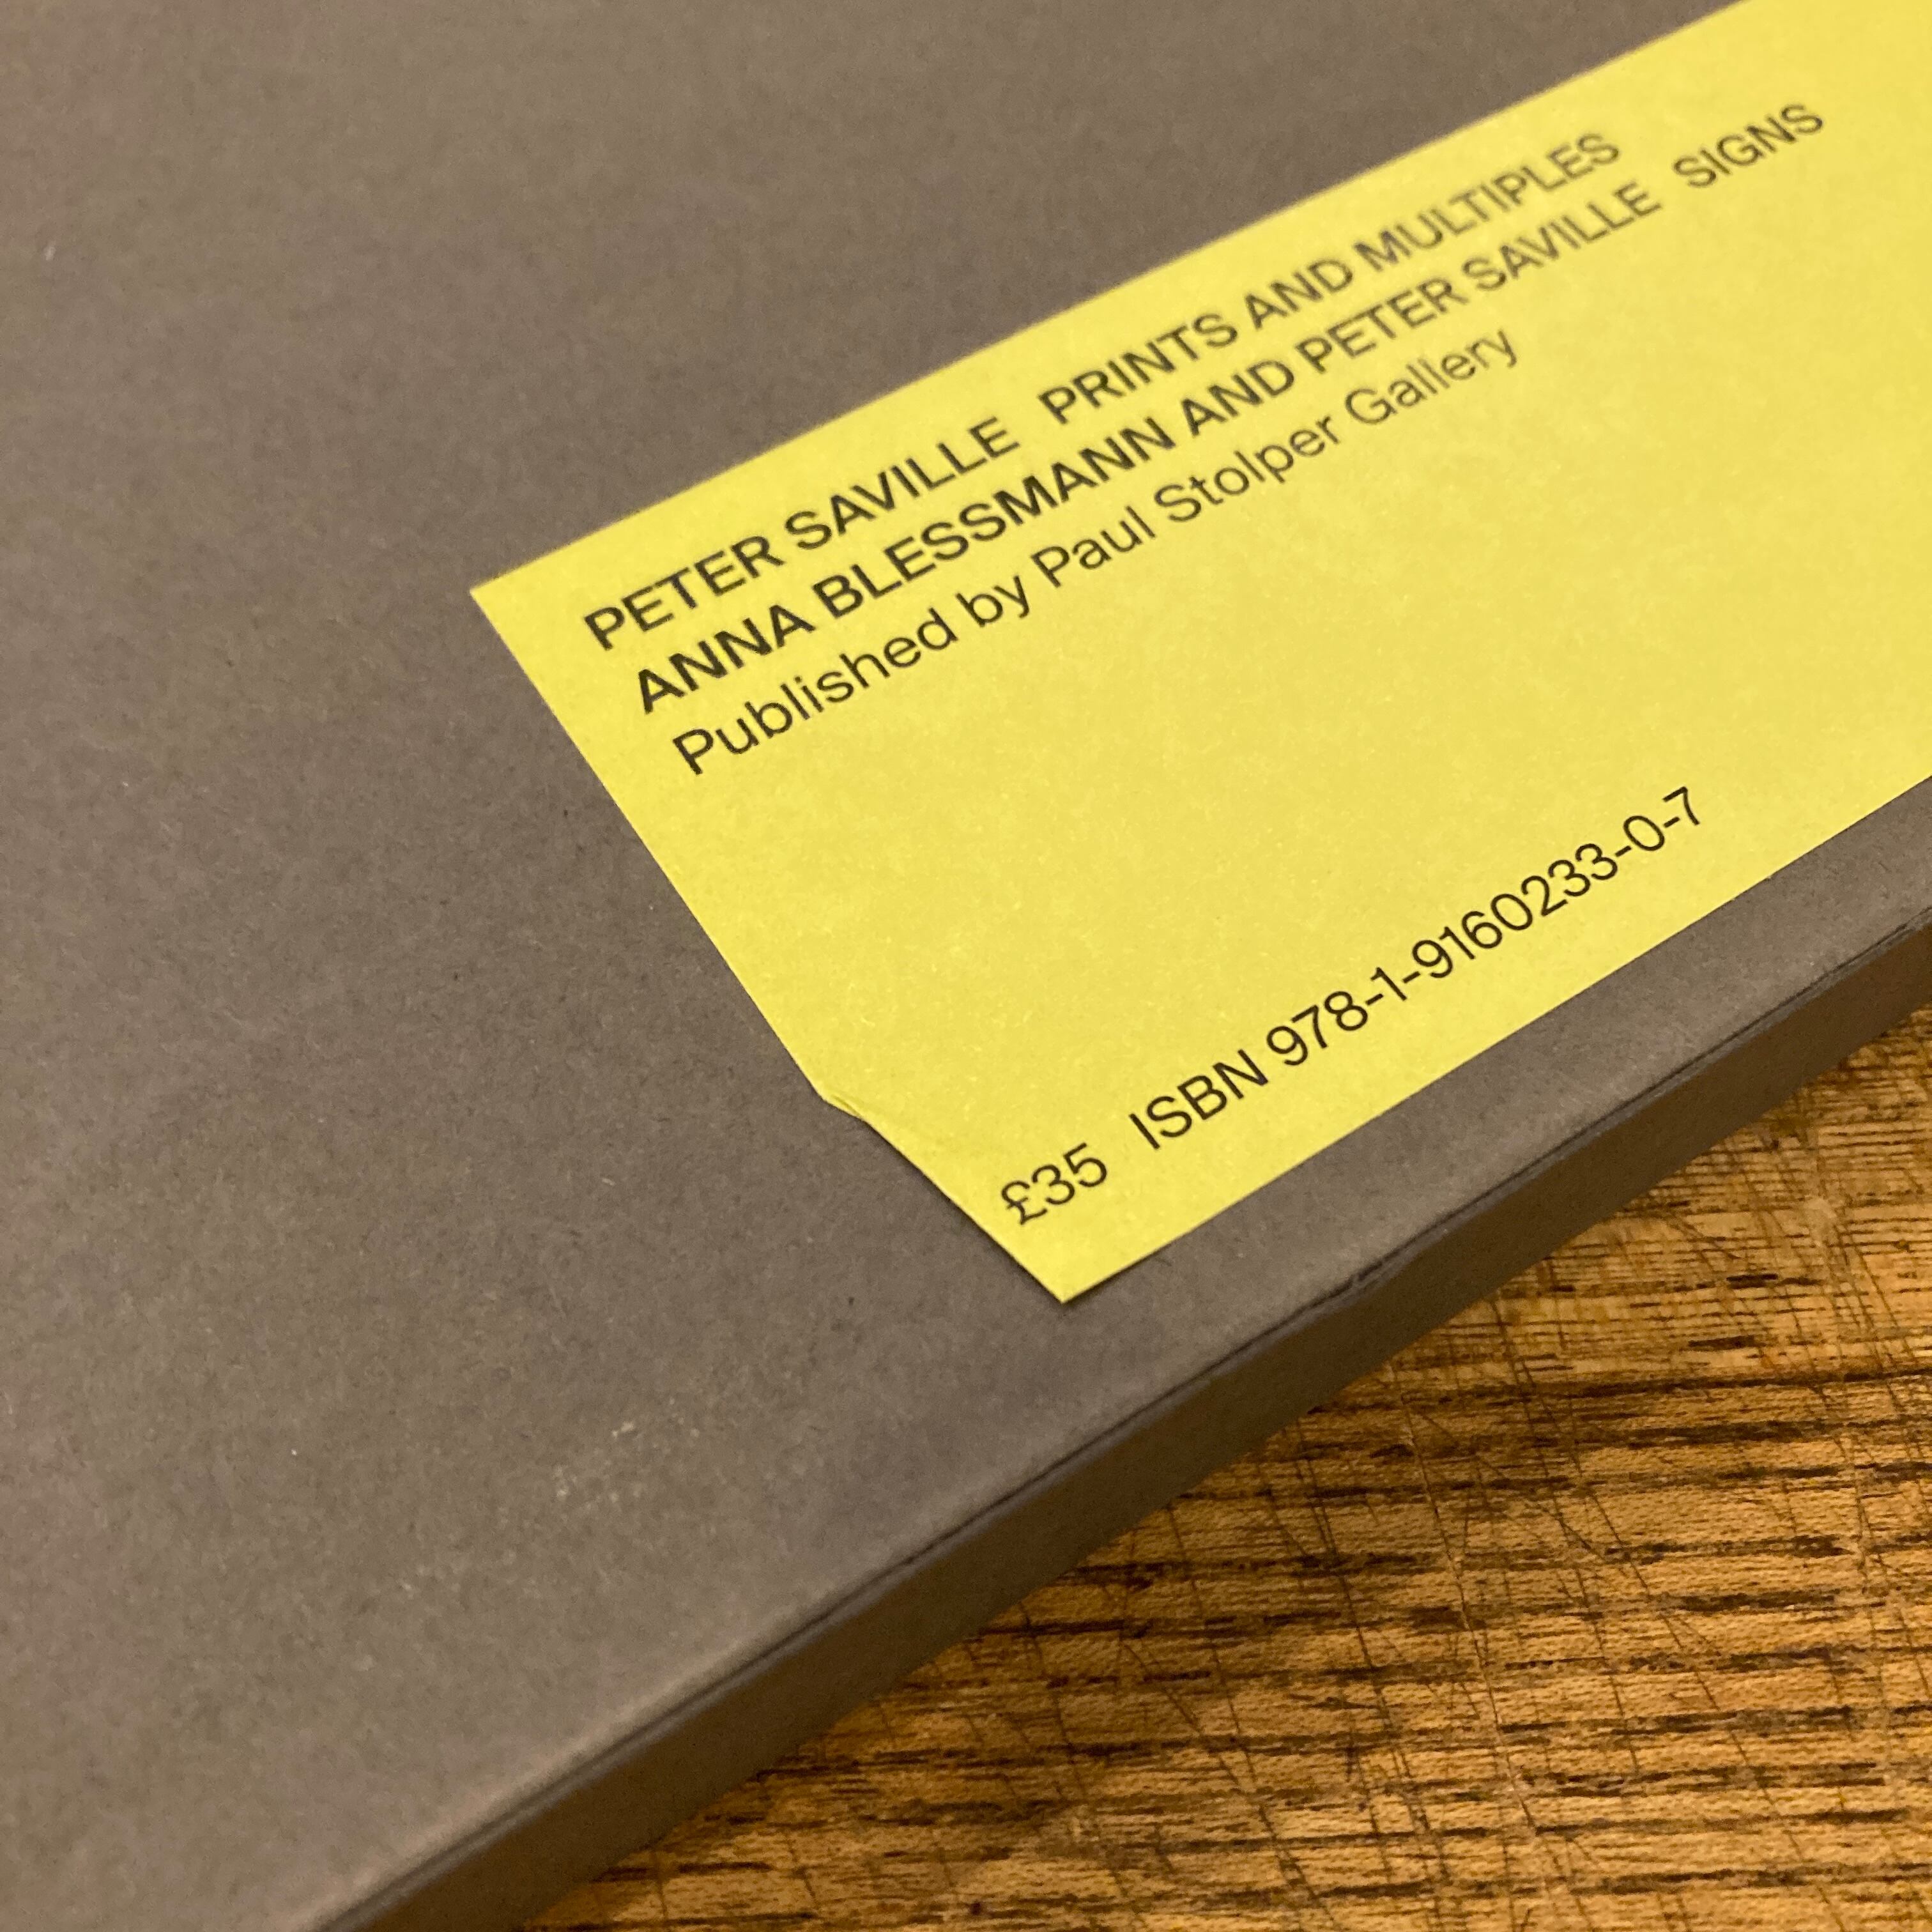 PETER SAVILLE PRINTS AND MULTIPLES
ANNA BLESSMANN AND PETER SAVILLE SIGNS
Published by Paul Stolper Gallery
£35 ISBN 978-1-9160233-0-7